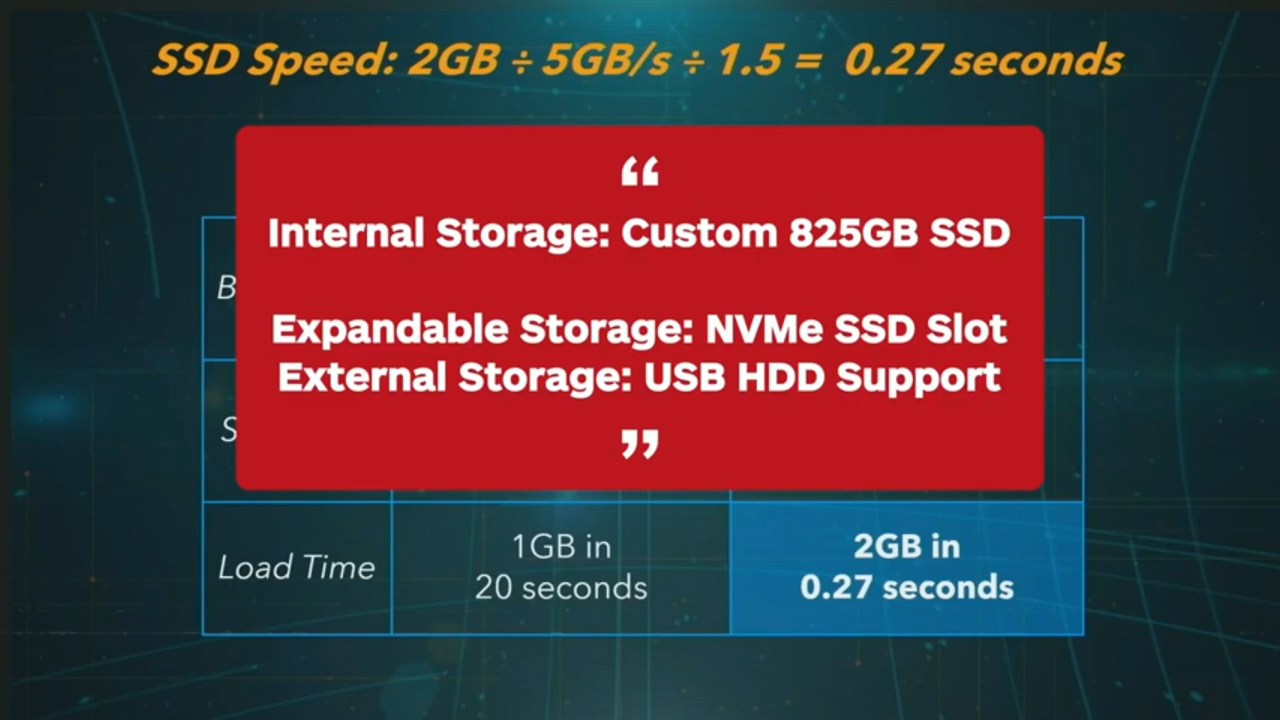 SSD Speed: 2GB ÷ 5GB/s ÷ 1.5 = 0.27 seconds
“
Internal Storage: Custom 825GB SSD
Expandable Storage: NVMe SSD Slot
External Storage: USB HDD Support
”
Load Time
1GB in
20 seconds
2GB in
0.27 seconds